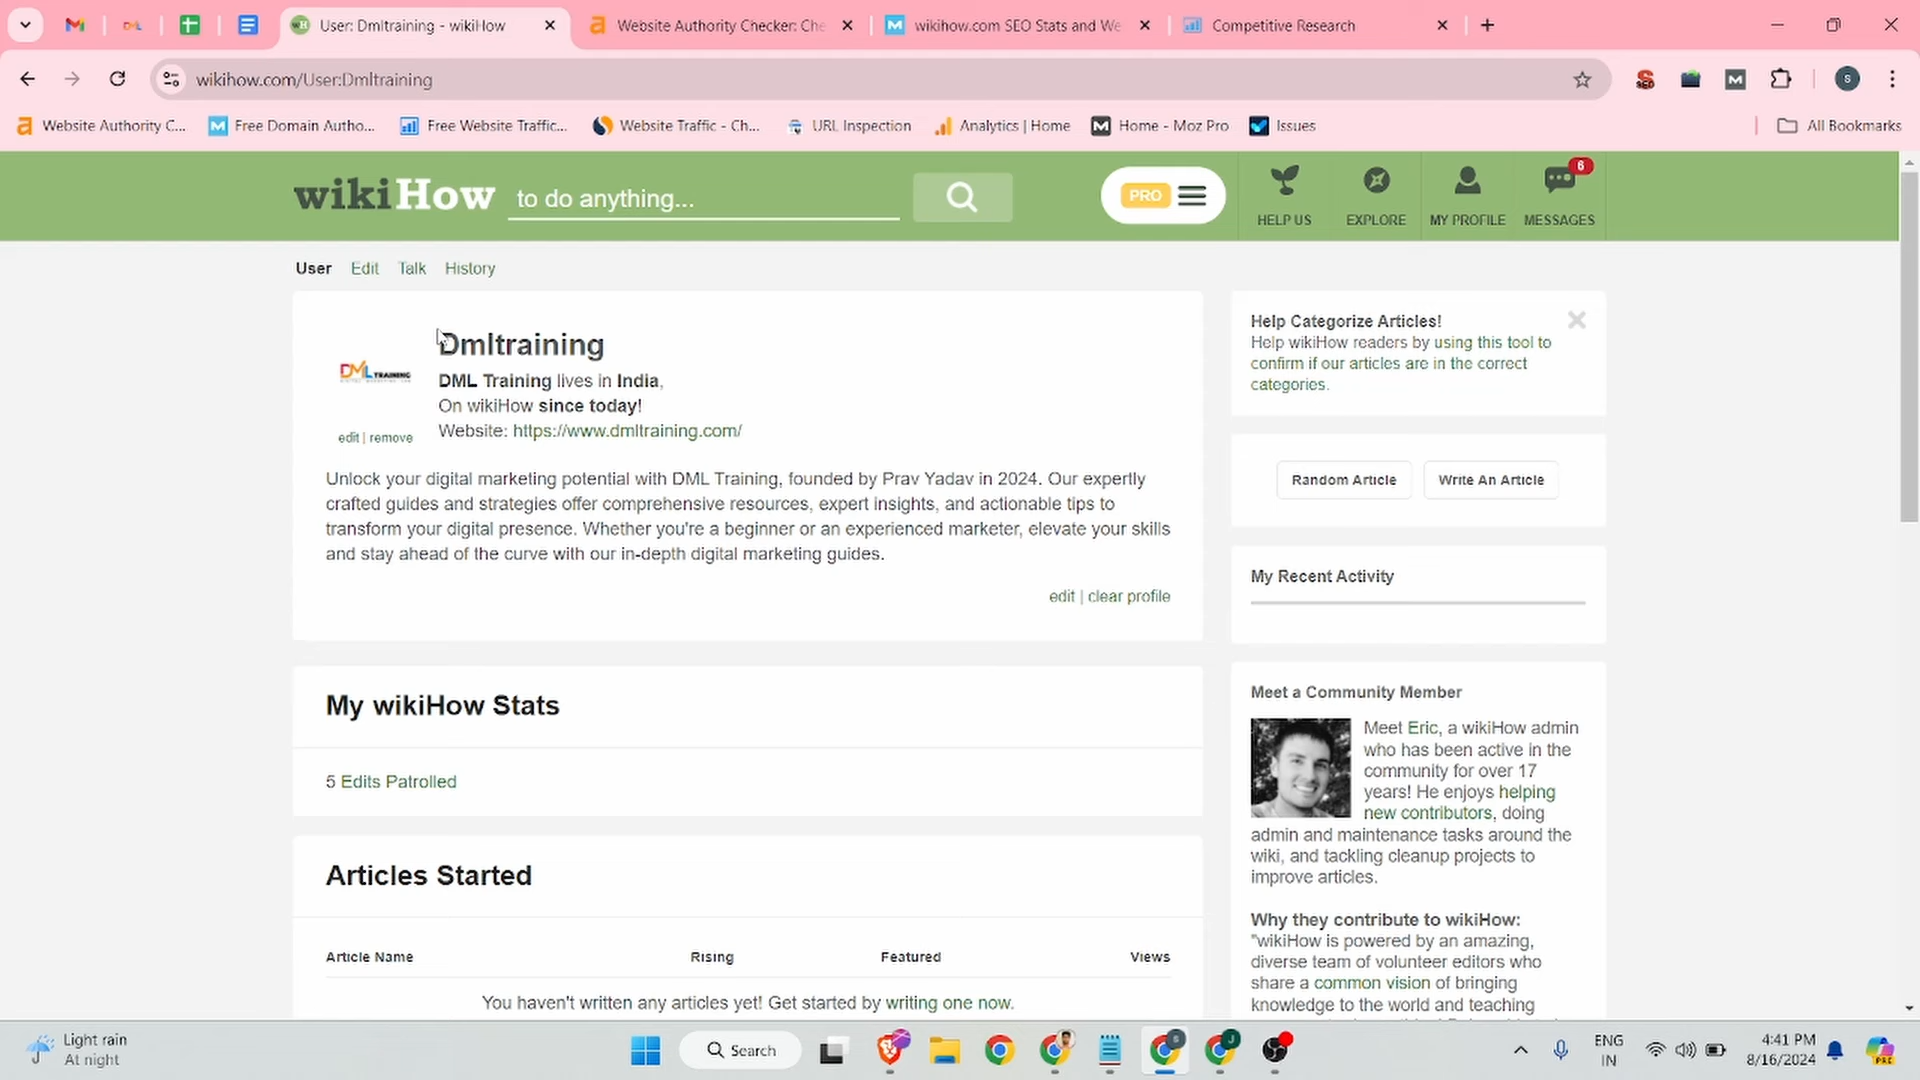 User: Dmltraining - wikiHow
Website Authority Checker: Che
wikihow.com SEO Stats and We
Competitive Research
wikihow.com/User:Dmltraining
Website Authority C...
Free Domain Autho...
Free Website Traffic...
Website Traffic - Ch...
URL Inspection
Analytics | Home
Home - Moz Pro
Issues
All Bookmarks
wikiHow
to do anything...
PRO
HELP US
EXPLORE
MY PROFILE
6
MESSAGES
User Edit Talk History
DML TRAINING
edit | remove
Dmltraining
DML Training lives in India,
On wikiHow since today!
Website: https://www.dmltraining.com/
Unlock your digital marketing potential with DML Training, founded by Prav Yadav in 2024. Our expertly
crafted guides and strategies offer comprehensive resources, expert insights, and actionable tips to
transform your digital presence. Whether you're a beginner or an experienced marketer, elevate your skills
and stay ahead of the curve with our in-depth digital marketing guides.
edit | clear profile
My wikiHow Stats
5 Edits Patrolled
Articles Started
Article Name Rising Featured Views
You haven't written any articles yet! Get started by writing one now.
Help Categorize Articles!
Help wikiHow readers by using this tool to
confirm if our articles are in the correct
categories.
Random Article
Write An Article
My Recent Activity
Meet a Community Member
Meet Eric, a wikiHow admin
who has been active in the
community for over 17
years! He enjoys helping
new contributors, doing
admin and maintenance tasks around the
wiki, and tackling cleanup projects to
improve articles.
Why they contribute to wikiHow:
"wikiHow is powered by an amazing,
diverse team of volunteer editors who
share a common vision of bringing
knowledge to the world and teaching
Light rain
At night
Search
ENG
IN
4:41 PM
8/16/2024